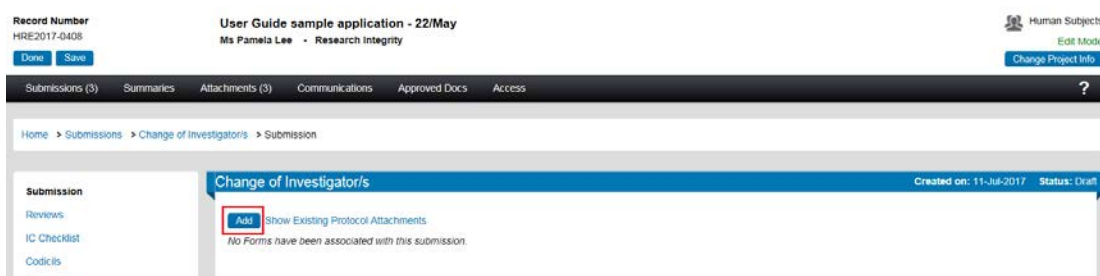 Record Number
HRE2017-0408
Done Save
User Guide sample application - 22/May
Ms Pamela Lee - Research Integrity
Human Subjects
Edit Mode
Change Project Info
Submissions (3) Summaries Attachments (3) Communications Approved Docs Access ?
Home > Submissions > Change of Investigator/s > Submission
Submission
Reviews
IC Checklist
Codicils
Change of Investigator/s Created on: 11-Jul-2017 Status: Draft
Add Show Existing Protocol Attachments
No Forms have been associated with this submission.